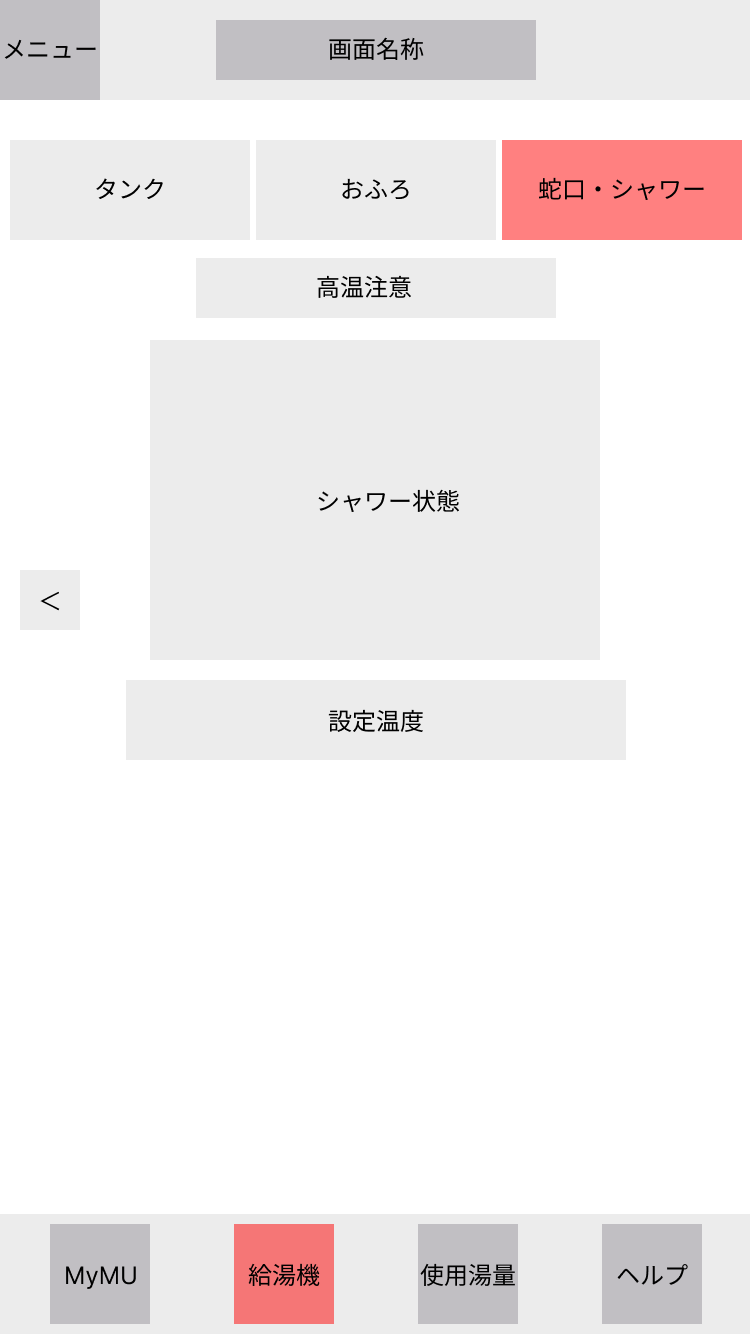 メニュー
画面名称
タンク
おふろ
蛇口・シャワー
高温注意
シャワー状態
＜
設定温度
MyMU
給湯機
使用湯量
ヘルプ